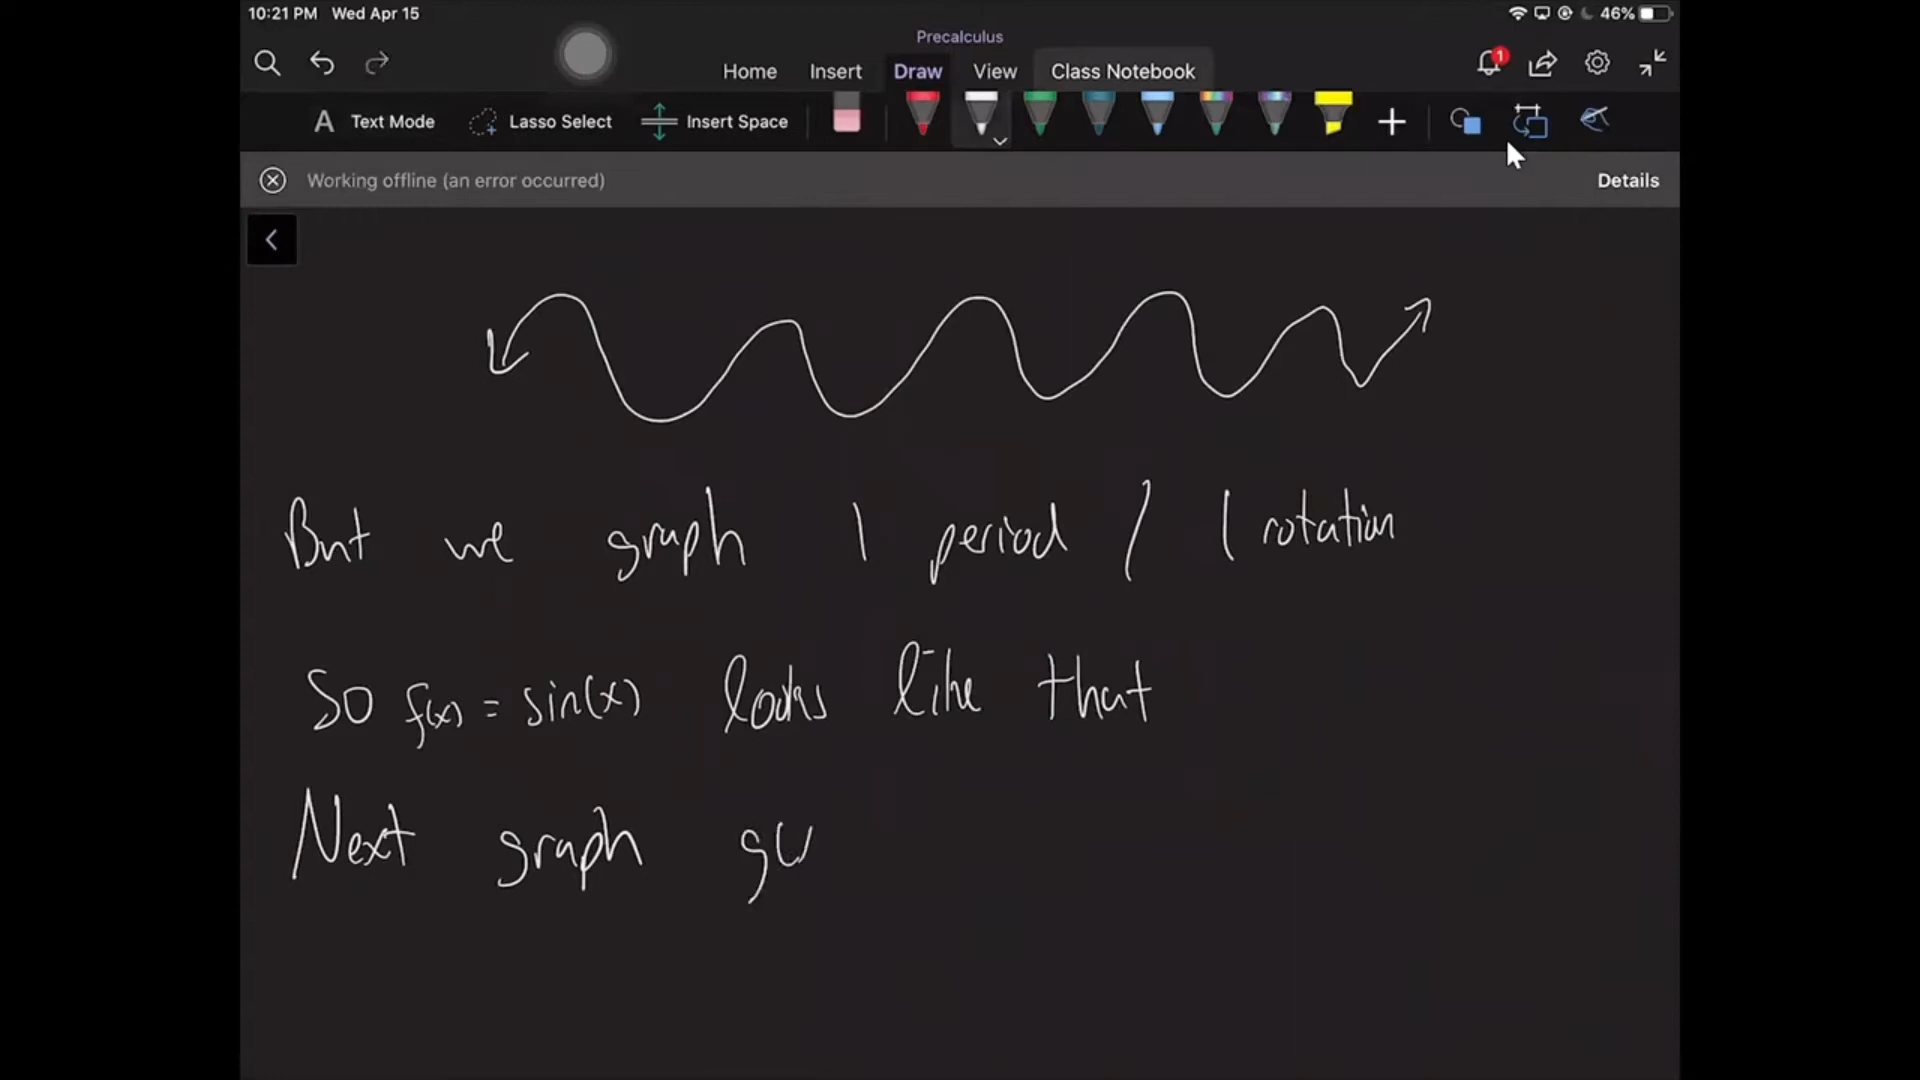 10:21 PM Wed Apr 15
46%
Precalculus
Home Insert Draw View Class Notebook
1
A Text Mode Lasso Select Insert Space
Working offline (an error occurred) Details
But we graph 1 period / 1 rotation
So f(x) = sin(x) looks like that
Next graph